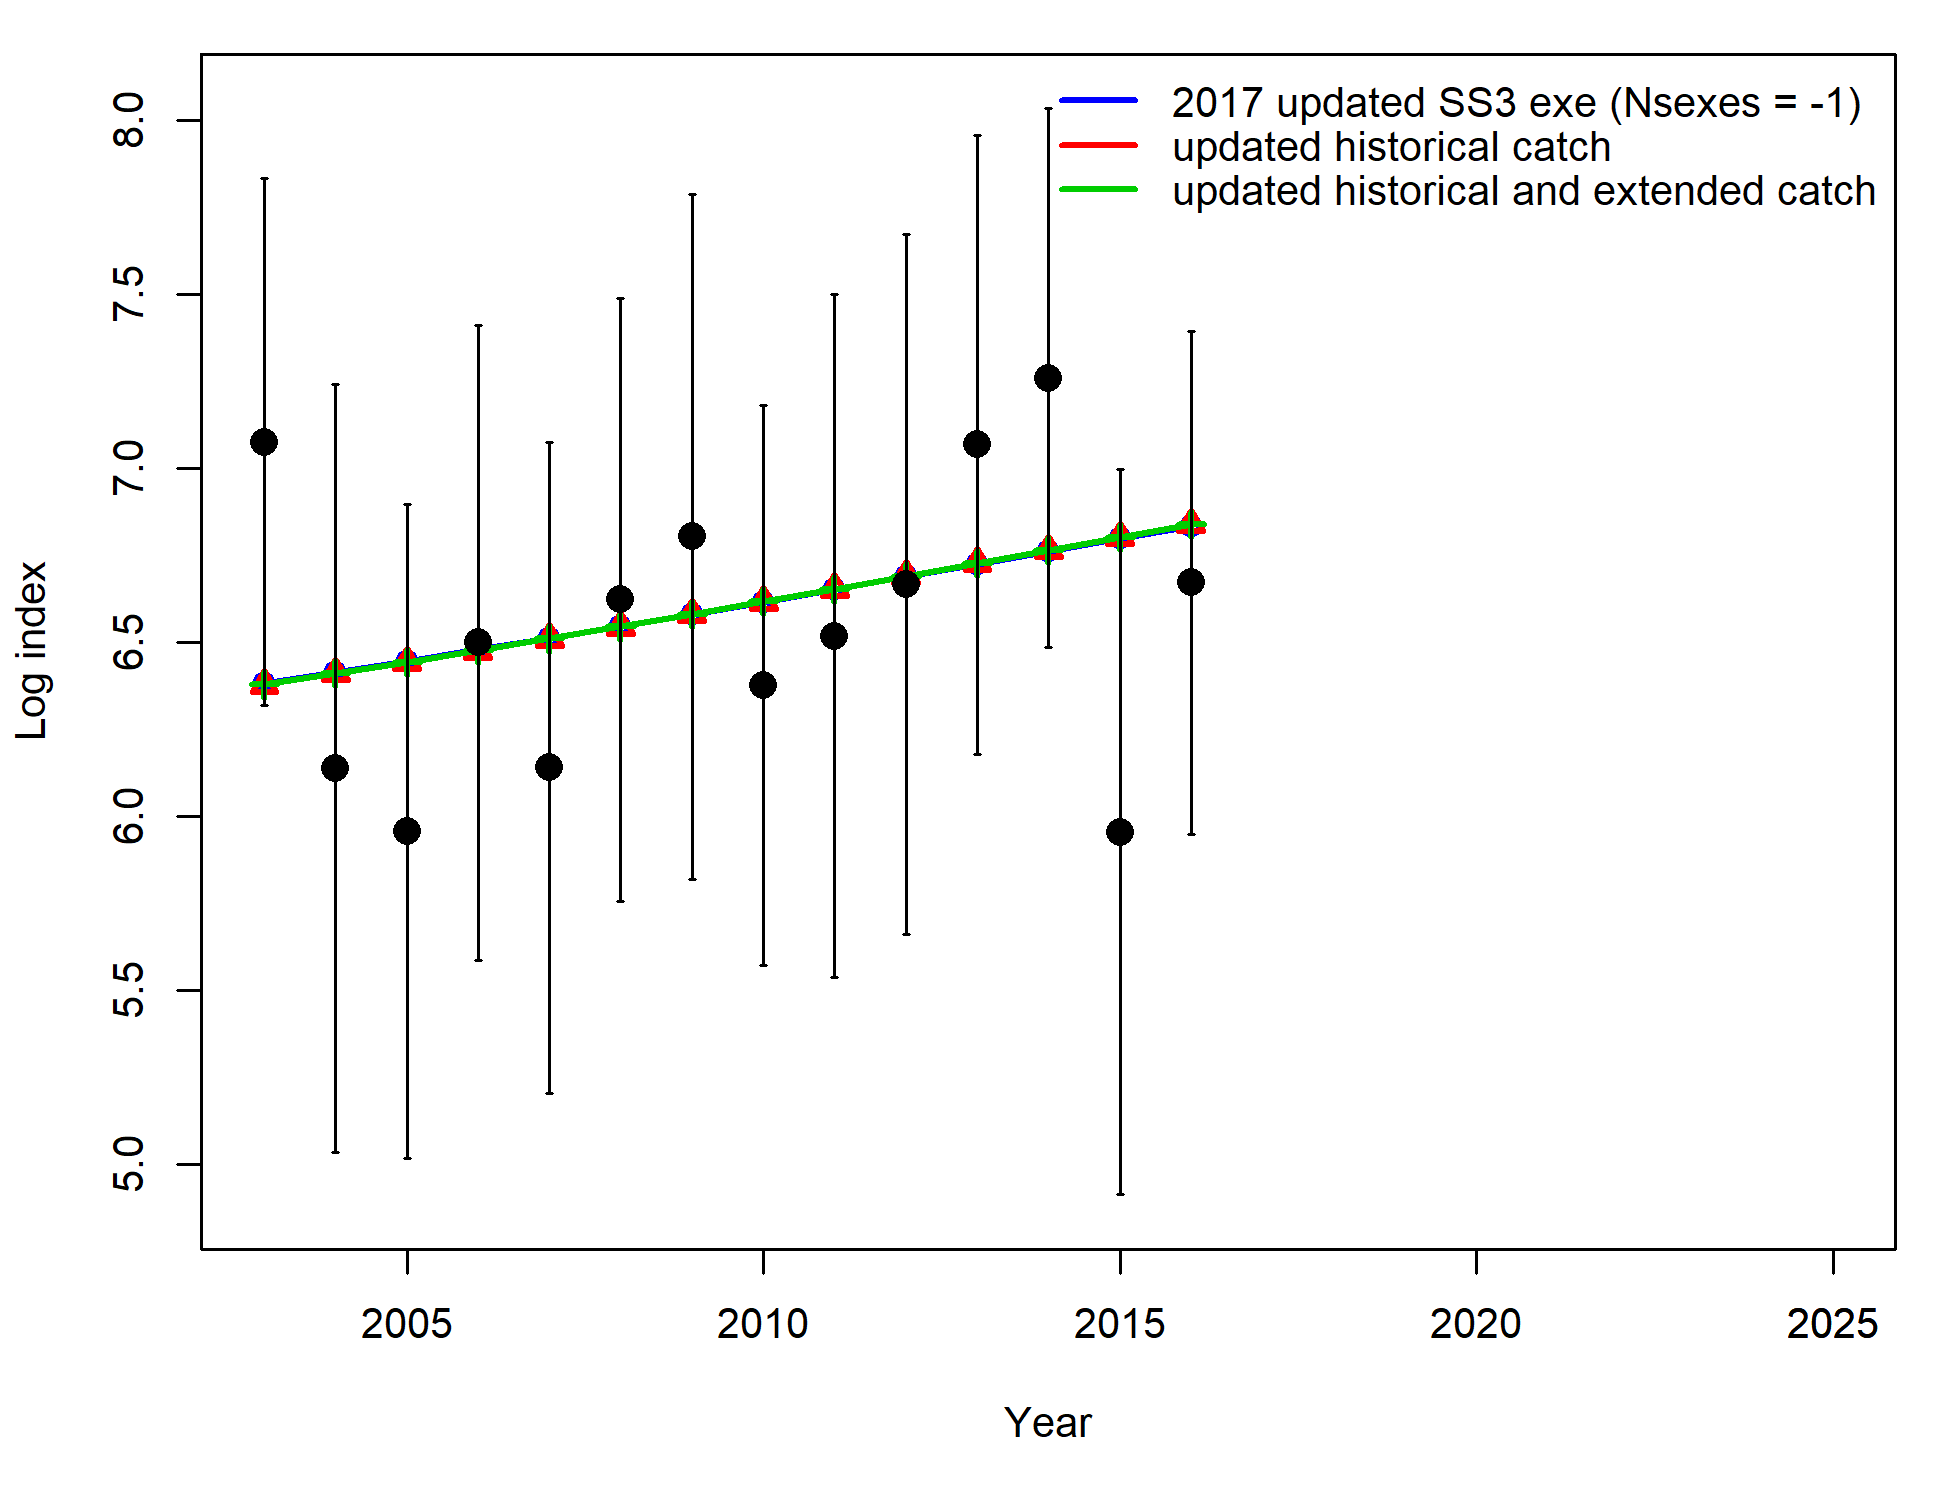 2017 updated SS3 exe (Nsexes = -1)
updated historical catch
updated historical and extended catch
8.0
7.5
7.0
6.5
6.0
5.5
5.0
Log index
2005 2010 2015 2020 2025
Year